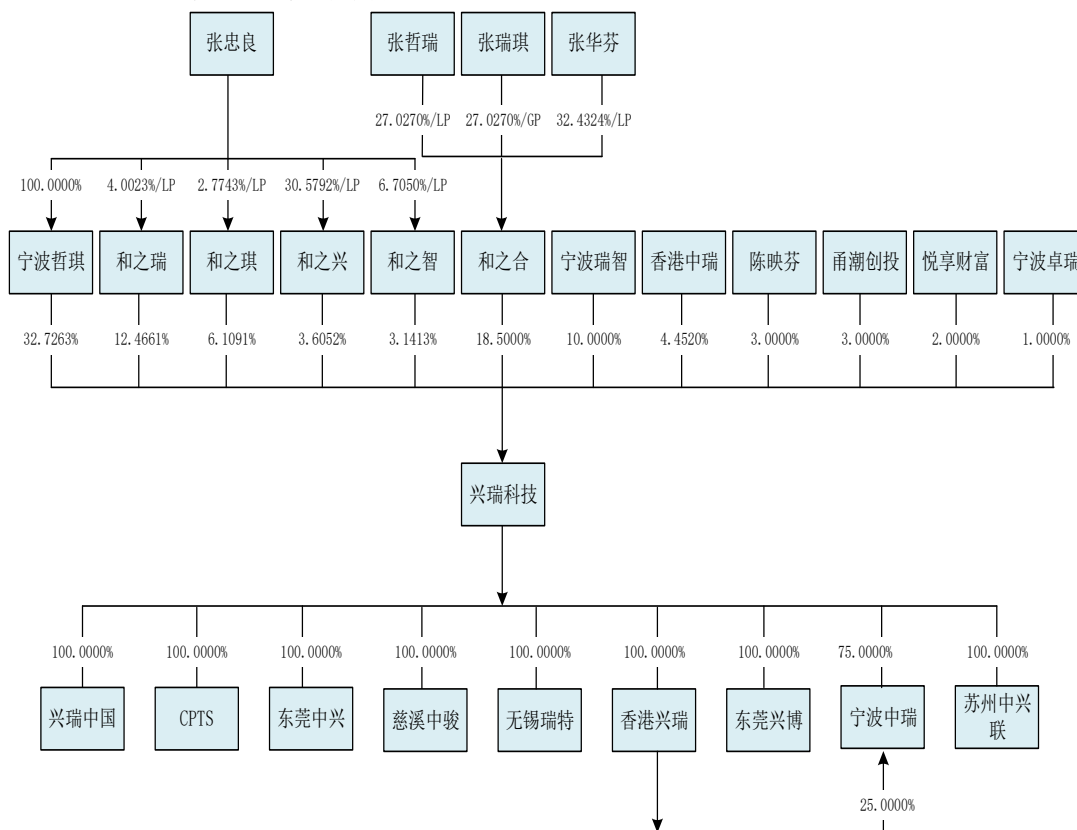 张忠良
张哲瑞
张瑞琪
张华芬
27.0270%/LP
27.0270%/GP
32.4324%/LP
100.0000%
4.0023%/LP
2.7743%/LP
30.5792%/LP
6.7050%/LP
宁波哲琪
和之瑞
和之琪
和之兴
和之智
和之合
宁波瑞智
香港中瑞
陈映芬
甬潮创投
悦享财富
宁波卓瑞
32.7263%
12.4661%
6.1091%
3.6052%
3.1413%
18.5000%
10.0000%
4.4520%
3.0000%
3.0000%
2.0000%
1.0000%
兴瑞科技
100.0000%
100.0000%
100.0000%
100.0000%
100.0000%
100.0000%
100.0000%
75.0000%
100.0000%
兴瑞中国
CPTS
东莞中兴
慈溪中骏
无锡瑞特
香港兴瑞
东莞兴博
宁波中瑞
苏州中兴
联
25.0000%